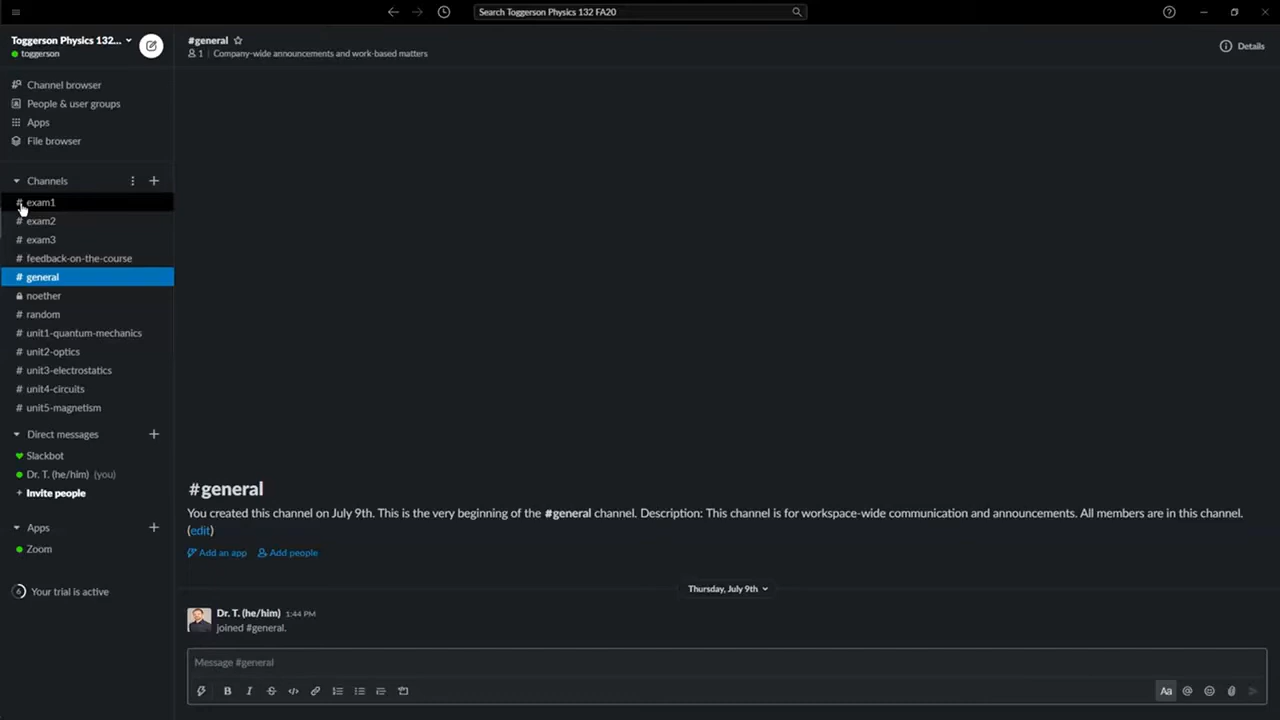 Search Toggerson Physics 132 FA20
Toggerson Physics 132...
toggerson
#general
1 | Company-wide announcements and work-based matters
Details
Channel browser
People & user groups
Apps
File browser
Channels
# exam1
# exam2
# exam3
# feedback-on-the-course
# general
noether
# random
# unit1-quantum-mechanics
# unit2-optics
# unit3-electrostatics
# unit4-circuits
# unit5-magnetism
Direct messages
Slackbot
Dr. T. (he/him) (you)
+ Invite people
Apps
Zoom
Your trial is active
#general
You created this channel on July 9th. This is the very beginning of the #general channel. Description: This channel is for workspace-wide communication and announcements. All members are in this channel.
(edit)
Add an app Add people
Thursday, July 9th
Dr. T. (he/him) 1:44 PM
joined #general.
Message #general
B I S Aa @